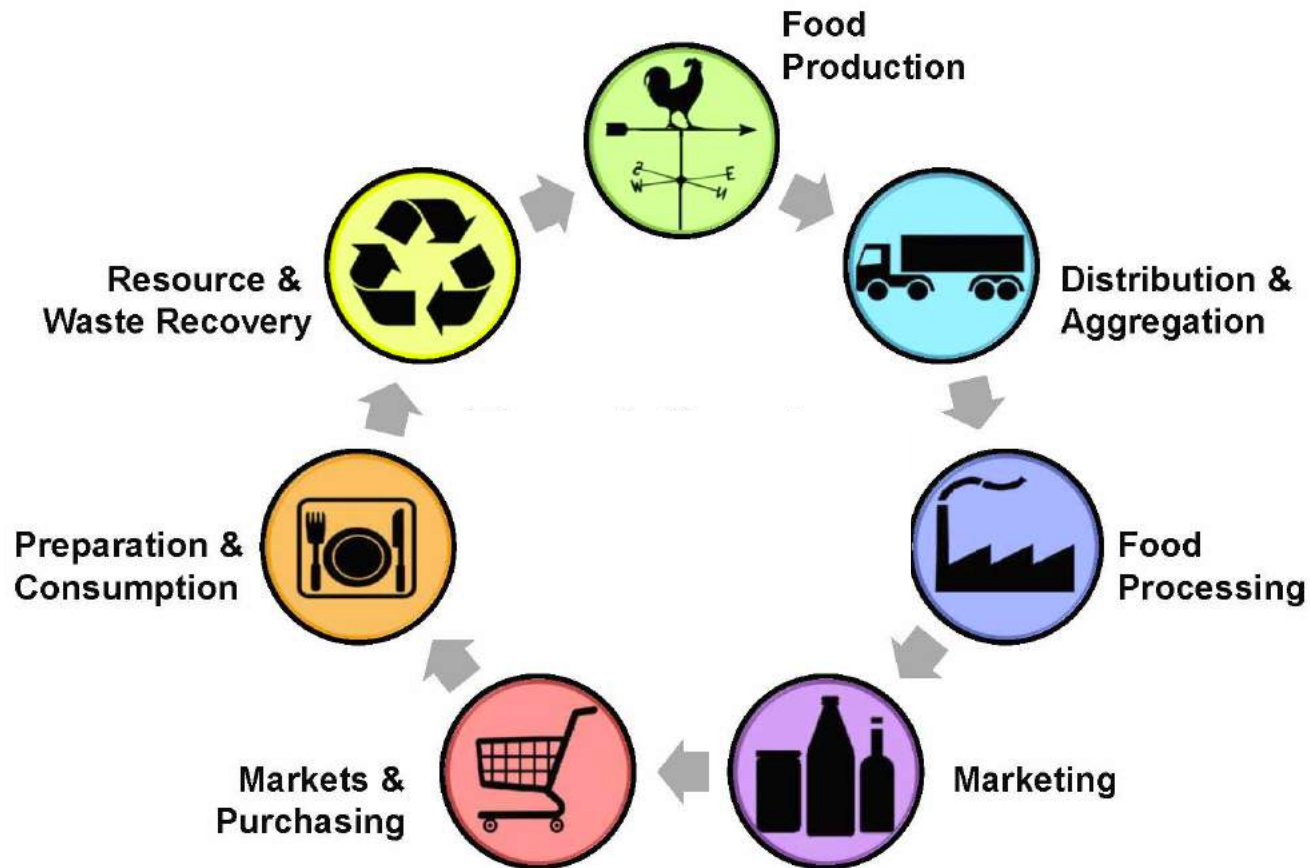 Food
Production
S
E
W
N
Distribution &
Aggregation
Food
Processing
Marketing
Markets &
Purchasing
Preparation &
Consumption
Resource &
Waste Recovery